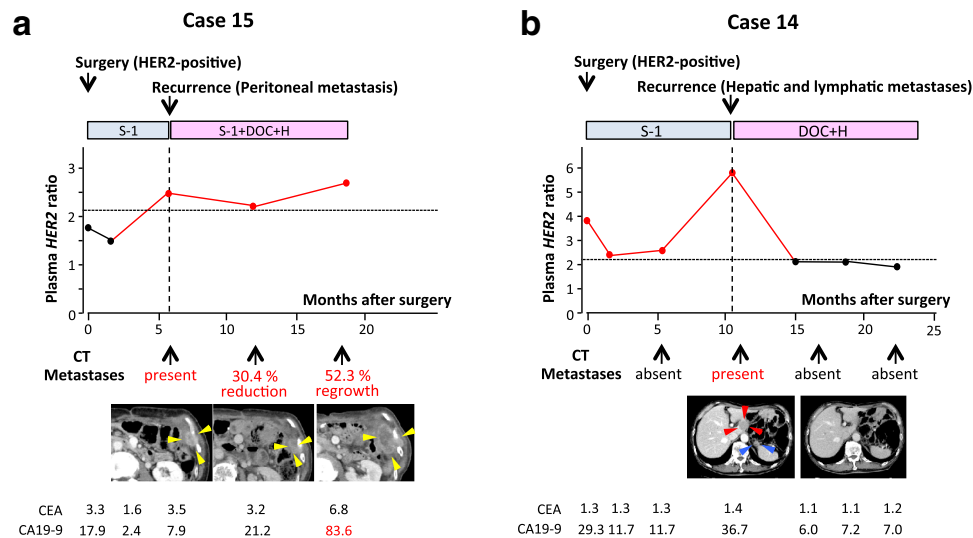 a
Case 15
Surgery (HER2-positive)
Recurrence (Peritoneal metastasis)
S-1
S-1+DOC+H
Plasma HER2 ratio
3
2
1
0
Months after surgery
0 5 10 15 20
CT
Metastases
present
30.4 %
reduction
52.3 %
regrowth
CEA 3.3 1.6 3.5 3.2 6.8
CA19-9 17.9 2.4 7.9 21.2 83.6
b
Case 14
Surgery (HER2-positive)
Recurrence (Hepatic and lymphatic metastases)
S-1
DOC+H
Plasma HER2 ratio
6
5
4
3
2
1
0
Months after surgery
0 5 10 15 20 25
CT
Metastases
absent
present
absent
absent
CEA 1.3 1.3 1.3 1.4 1.1 1.1 1.2
CA19-9 29.3 11.7 11.7 36.7 6.0 7.2 7.0